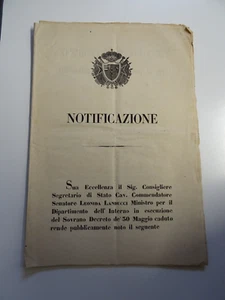 NOTIFICAZIONE
Sua Eccellenza il Sig. Consigliere
Segretario di Stato Cav. Commendatore
Senatore Leonida Landucci Ministro per il
Dipartimento dell' Interno in esecuzione
del Sovrano Decreto de' 30 Maggio caduto
rende pubblicamente noto il seguente